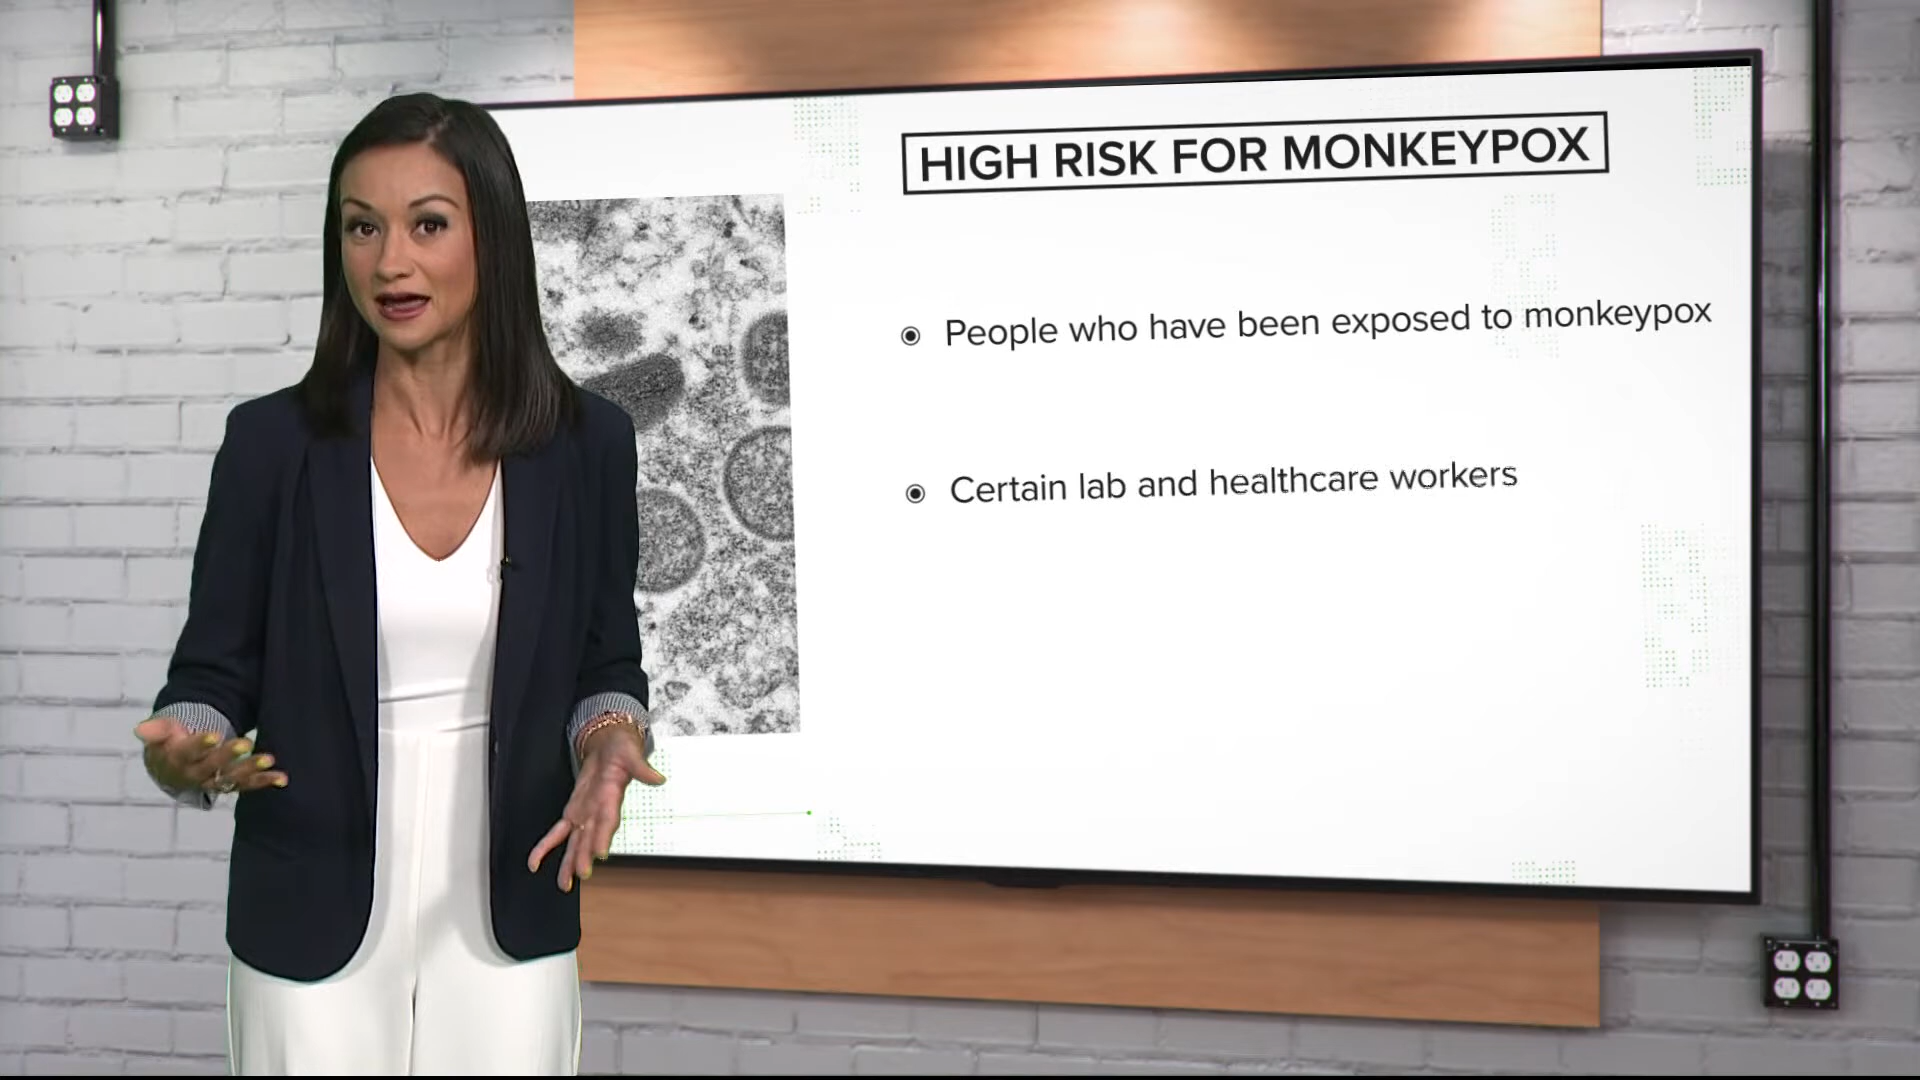 HIGH RISK FOR MONKEYPOX
People who have been exposed to monkeypox
Certain lab and healthcare workers